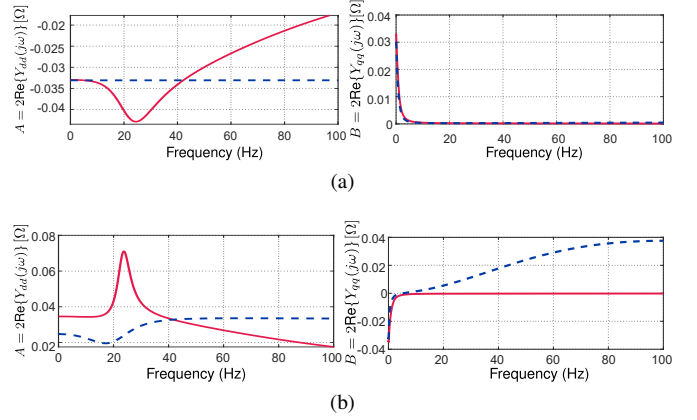 A = 2Re{Y_dd(jω)}[Ω]
-0.02
-0.025
-0.03
-0.035
-0.04
0 20 40 60 80 100
Frequency (Hz)
B = 2Re{Y_qq(jω)}[Ω]
0.04
0.03
0.02
0.01
0
0 20 40 60 80 100
Frequency (Hz)
(a)
A = 2Re{Y_dd(jω)}[Ω]
0.08
0.06
0.04
0.02
0 20 40 60 80 100
Frequency (Hz)
B = 2Re{Y_qq(jω)}[Ω]
0.04
0.02
0
-0.02
-0.04
0 20 40 60 80 100
Frequency (Hz)
(b)